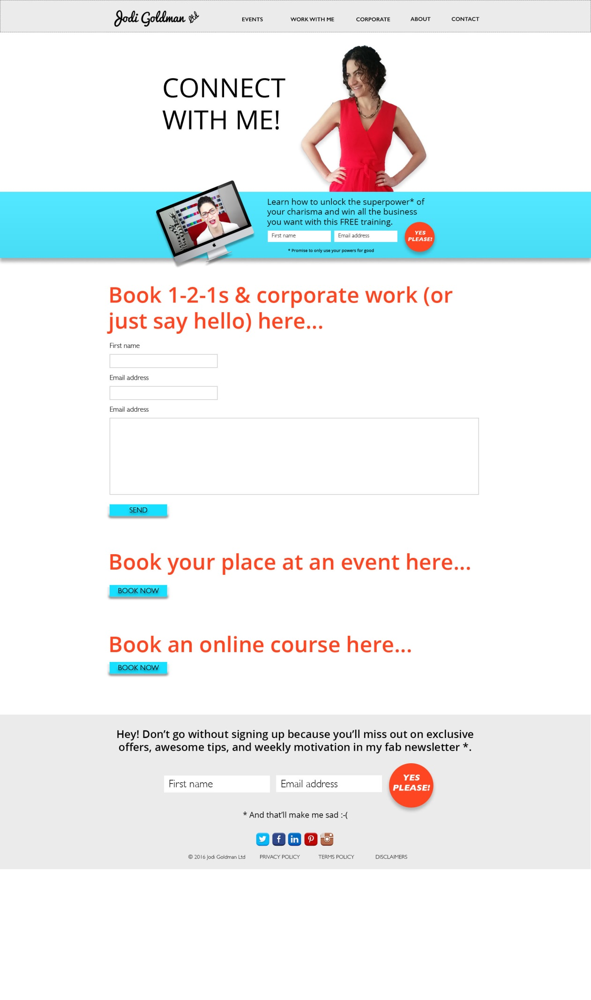 Jodi Goldman Ltd
EVENTS
WORK WITH ME
CORPORATE
ABOUT
CONTACT
CONNECT
WITH ME!
Learn how to unlock the superpower* of
your charisma and win all the business
you want with this FREE training.
First name
Email address
YES
PLEASE!
* Promise to only use your powers for good
Book 1-2-1s & corporate work (or
just say hello) here...
First name
Email address
Email address
SEND
Book your place at an event here...
BOOK NOW
Book an online course here...
BOOK NOW
Hey! Don’t go without signing up because you’ll miss out on exclusive
offers, awesome tips, and weekly motivation in my fab newsletter *.
First name
Email address
YES
PLEASE!
* And that’ll make me sad :-(
© 2016 Jodi Goldman Ltd
PRIVACY POLICY
TERMS POLICY
DISCLAIMERS